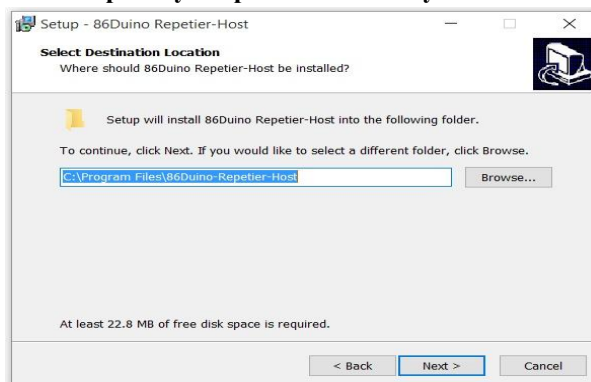 Setup - 86Duino Repetier-Host
Select Destination Location
Where should 86Duino Repetier-Host be installed?
Setup will install 86Duino Repetier-Host into the following folder.
To continue, click Next. If you would like to select a different folder, click Browse.
C:\Program Files\86Duino-Repetier-Host
Browse...
At least 22.8 MB of free disk space is required.
< Back
Next >
Cancel